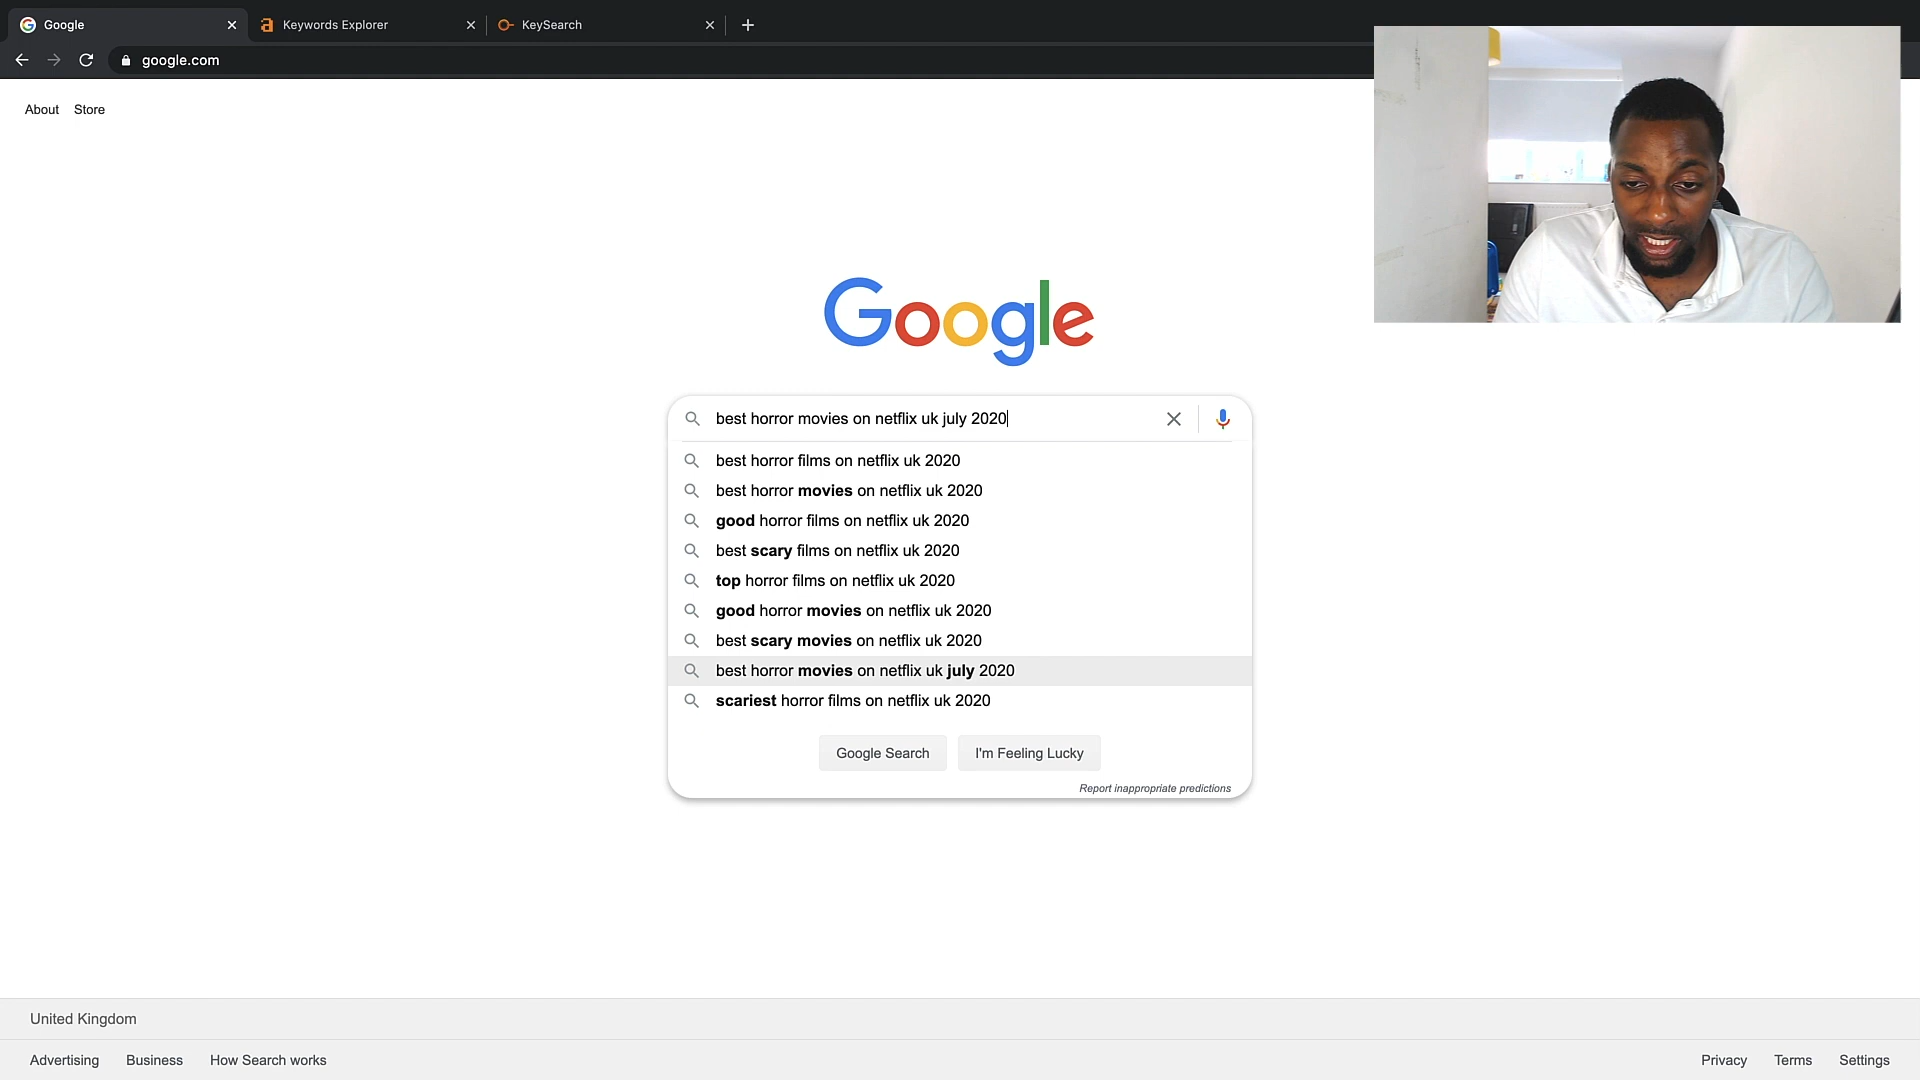 Google
Keywords Explorer
KeySearch
google.com
About Store
Google
best horror movies on netflix uk july 2020
best horror films on netflix uk 2020
best horror movies on netflix uk 2020
good horror films on netflix uk 2020
best scary films on netflix uk 2020
top horror films on netflix uk 2020
good horror movies on netflix uk 2020
best scary movies on netflix uk 2020
best horror movies on netflix uk july 2020
scariest horror films on netflix uk 2020
Google Search I'm Feeling Lucky
Report inappropriate predictions
United Kingdom
Advertising Business How Search works Privacy Terms Settings